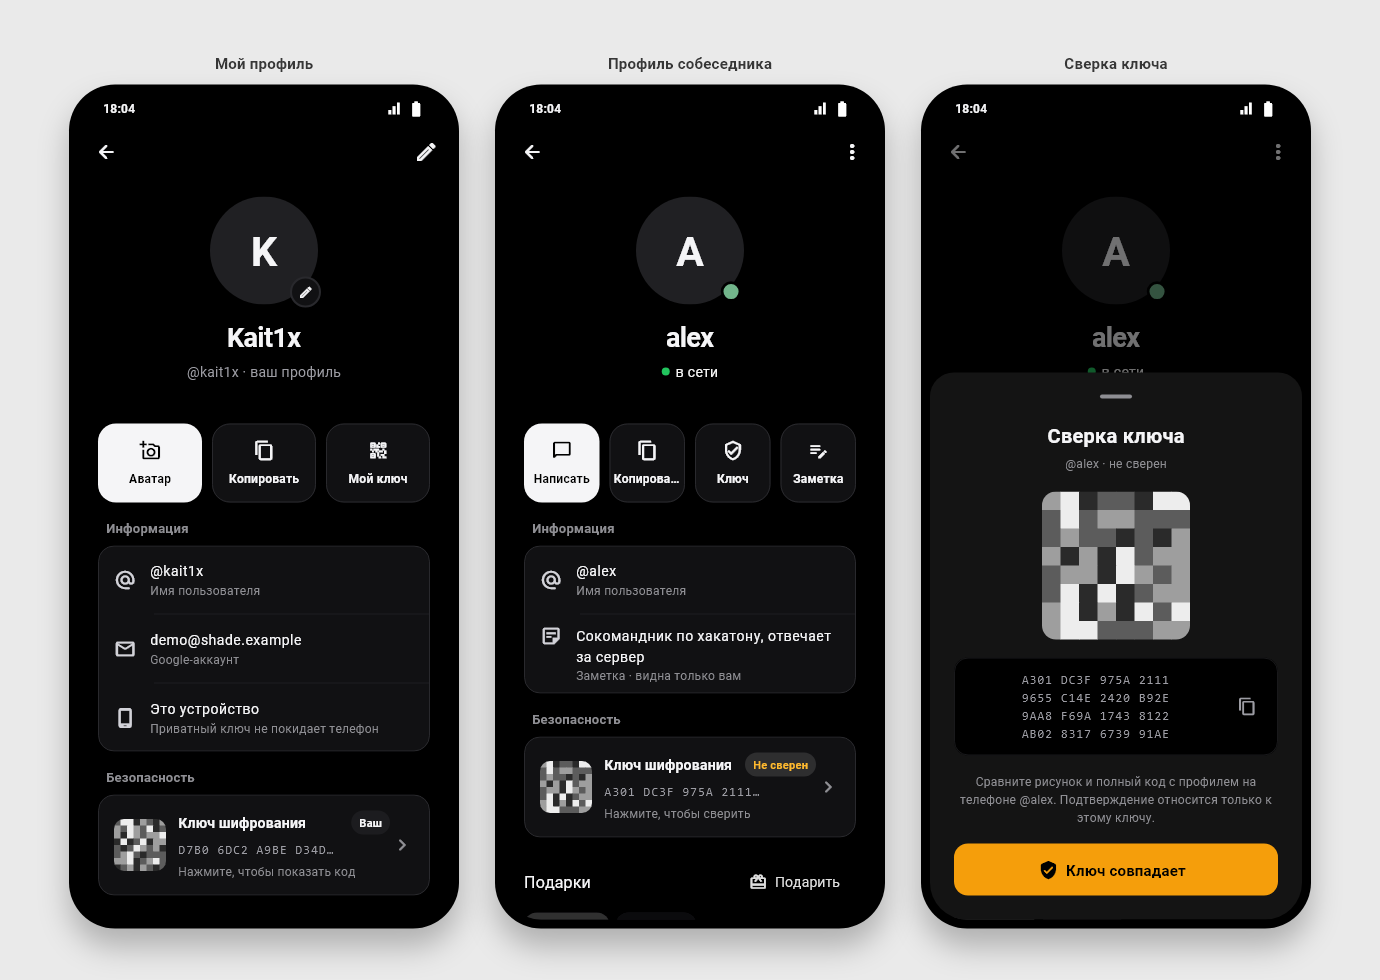 Мой профиль
18:04
K
Kait1x
@kait1x · ваш профиль
Аватар
Копировать
Мой ключ
Информация
@kait1x
Имя пользователя
demo@shade.example
Google-аккаунт
Это устройство
Приватный ключ не покидает телефон
Безопасность
Ключ шифрования
Ваш
D7B0 6DC2 A9BE D34D…
Нажмите, чтобы показать код
Профиль собеседника
18:04
A
alex
в сети
Написать
Копирова…
Ключ
Заметка
Информация
@alex
Имя пользователя
Сокомандник по хакатону, отвечает
за сервер
Заметка · видна только вам
Безопасность
Ключ шифрования
Не сверен
A301 DC3F 975A 2111…
Нажмите, чтобы сверить
Подарки
Подарить
Сверка ключа
18:04
A
alex
в сети
Сверка ключа
@alex · не сверен
A301 DC3F 975A 2111
9655 C14E 2420 B92E
9AA8 F69A 1743 8122
AB02 8317 6739 91AE
Сравните рисунок и полный код с профилем на
телефоне @alex. Подтверждение относится только к
этому ключу.
Ключ совпадает